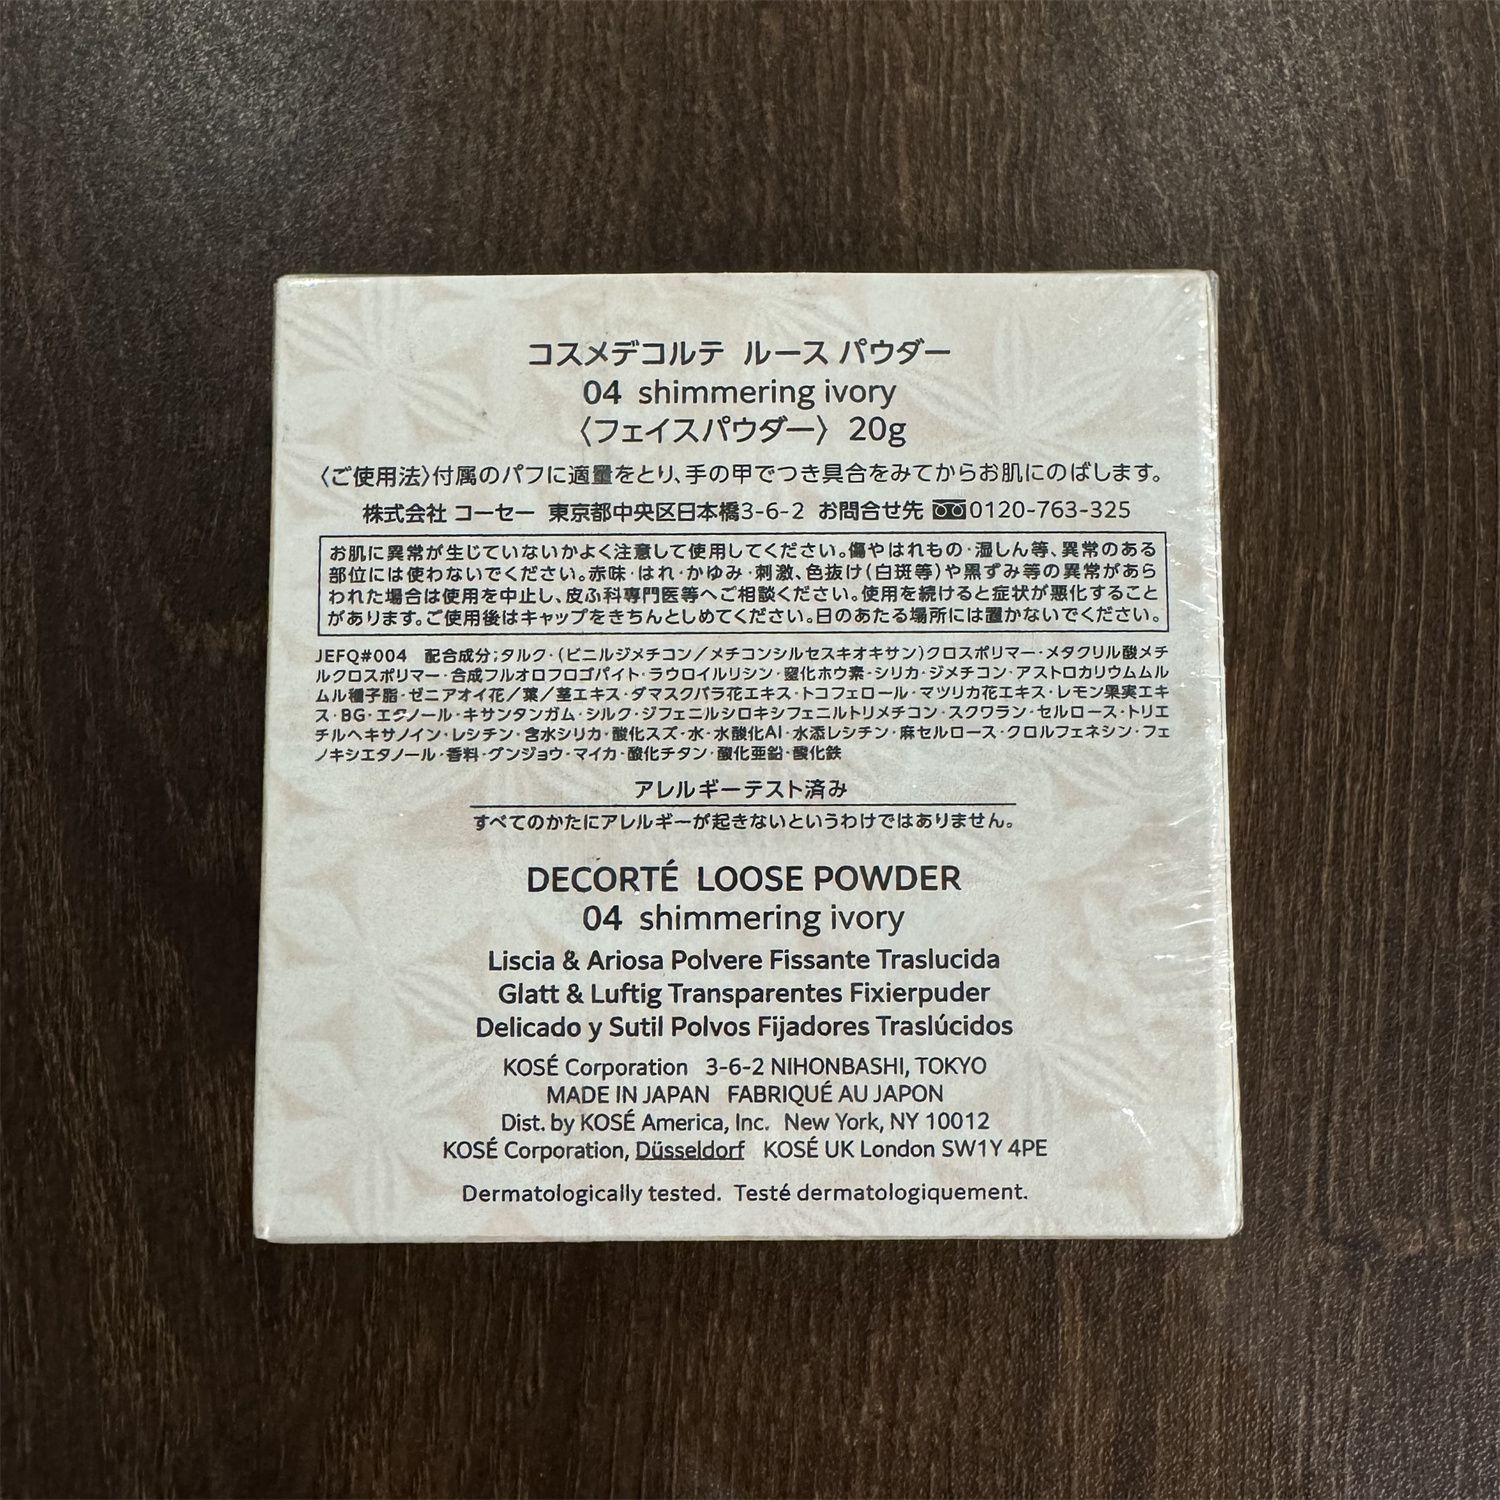 コスメデコルテ ルース パウダー
04 shimmering ivory
〈フェイスパウダー〉 20g
〈ご使用法〉付属のパフに適量をとり、手の甲でつき具合をみてからお肌にのばします。
株式会社 コーセー 東京都中央区日本橋3-6-2 お問合せ先 0120-763-325
お肌に異常が生じていないかよく注意して使用してください。傷やはれもの・湿しん等、異常のある
部位には使わないでください。赤味・はれ・かゆみ・刺激、色抜け(白斑等)や黒ずみ等の異常があら
われた場合は使用を中止し、皮ふ科専門医等へご相談ください。使用を続けると症状が悪化すること
があります。ご使用後はキャップをきちんとしめてください。日のあたる場所には置かないでください。
JEFQ#004 配合成分;タルク・(ビニルジメチコン/メチコンシルセスキオキサン)クロスポリマー・メタクリル酸メチ
ルクロスポリマー・合成フルオロフロゴパイト・ラウロイルリシン・窒化ホウ素・シリカ・ジメチコン・アストロカリウムムル
ムル種子脂・ゼニアオイ花/葉/茎エキス・ダマスクバラ花エキス・トコフェロール・マツリカ花エキス・レモン果実エキ
ス・BG・エタノール・キサンタンガム・シルク・ジフェニルシロキシフェニルトリメチコン・スクワラン・セルロース・トリエ
チルヘキサノイン・レシチン・含水シリカ・酸化スズ・水・水酸化Al・水添レシチン・麻セルロース・クロルフェネシン・フェ
ノキシエタノール・香料・グンジョウ・マイカ・酸化チタン・酸化亜鉛・酸化鉄
アレルギーテスト済み
すべてのかたにアレルギーが起きないというわけではありません。
DECORTÉ LOOSE POWDER
04 shimmering ivory
Liscia & Ariosa Polvere Fissante Traslucida
Glatt & Luftig Transparentes Fixierpuder
Delicado y Sutil Polvos Fijadores Traslúcidos
KOSÉ Corporation 3-6-2 NIHONBASHI, TOKYO
MADE IN JAPAN FABRIQUÉ AU JAPON
Dist. by KOSÉ America, Inc. New York, NY 10012
KOSÉ Corporation, Düsseldorf KOSÉ UK London SW1Y 4PE
Dermatologically tested. Testé dermatologiquement.